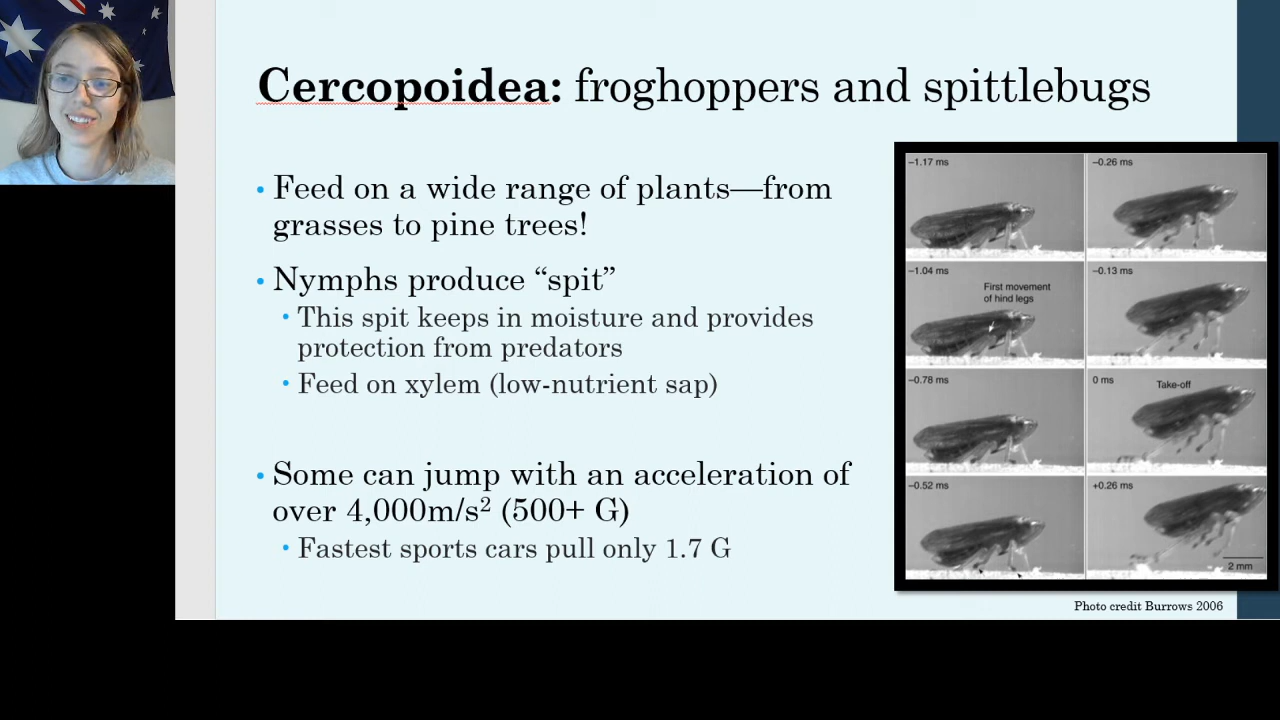 Cercopoidea: froghoppers and spittlebugs
• Feed on a wide range of plants—from
grasses to pine trees!
• Nymphs produce “spit”
• This spit keeps in moisture and provides
protection from predators
• Feed on xylem (low-nutrient sap)
• Some can jump with an acceleration of
over 4,000m/s² (500+ G)
• Fastest sports cars pull only 1.7 G
−1.17 ms
−1.04 ms
First movement
of hind legs
−0.78 ms
−0.52 ms
−0.26 ms
−0.13 ms
0 ms
Take-off
+0.26 ms
2 mm
Photo credit Burrows 2006